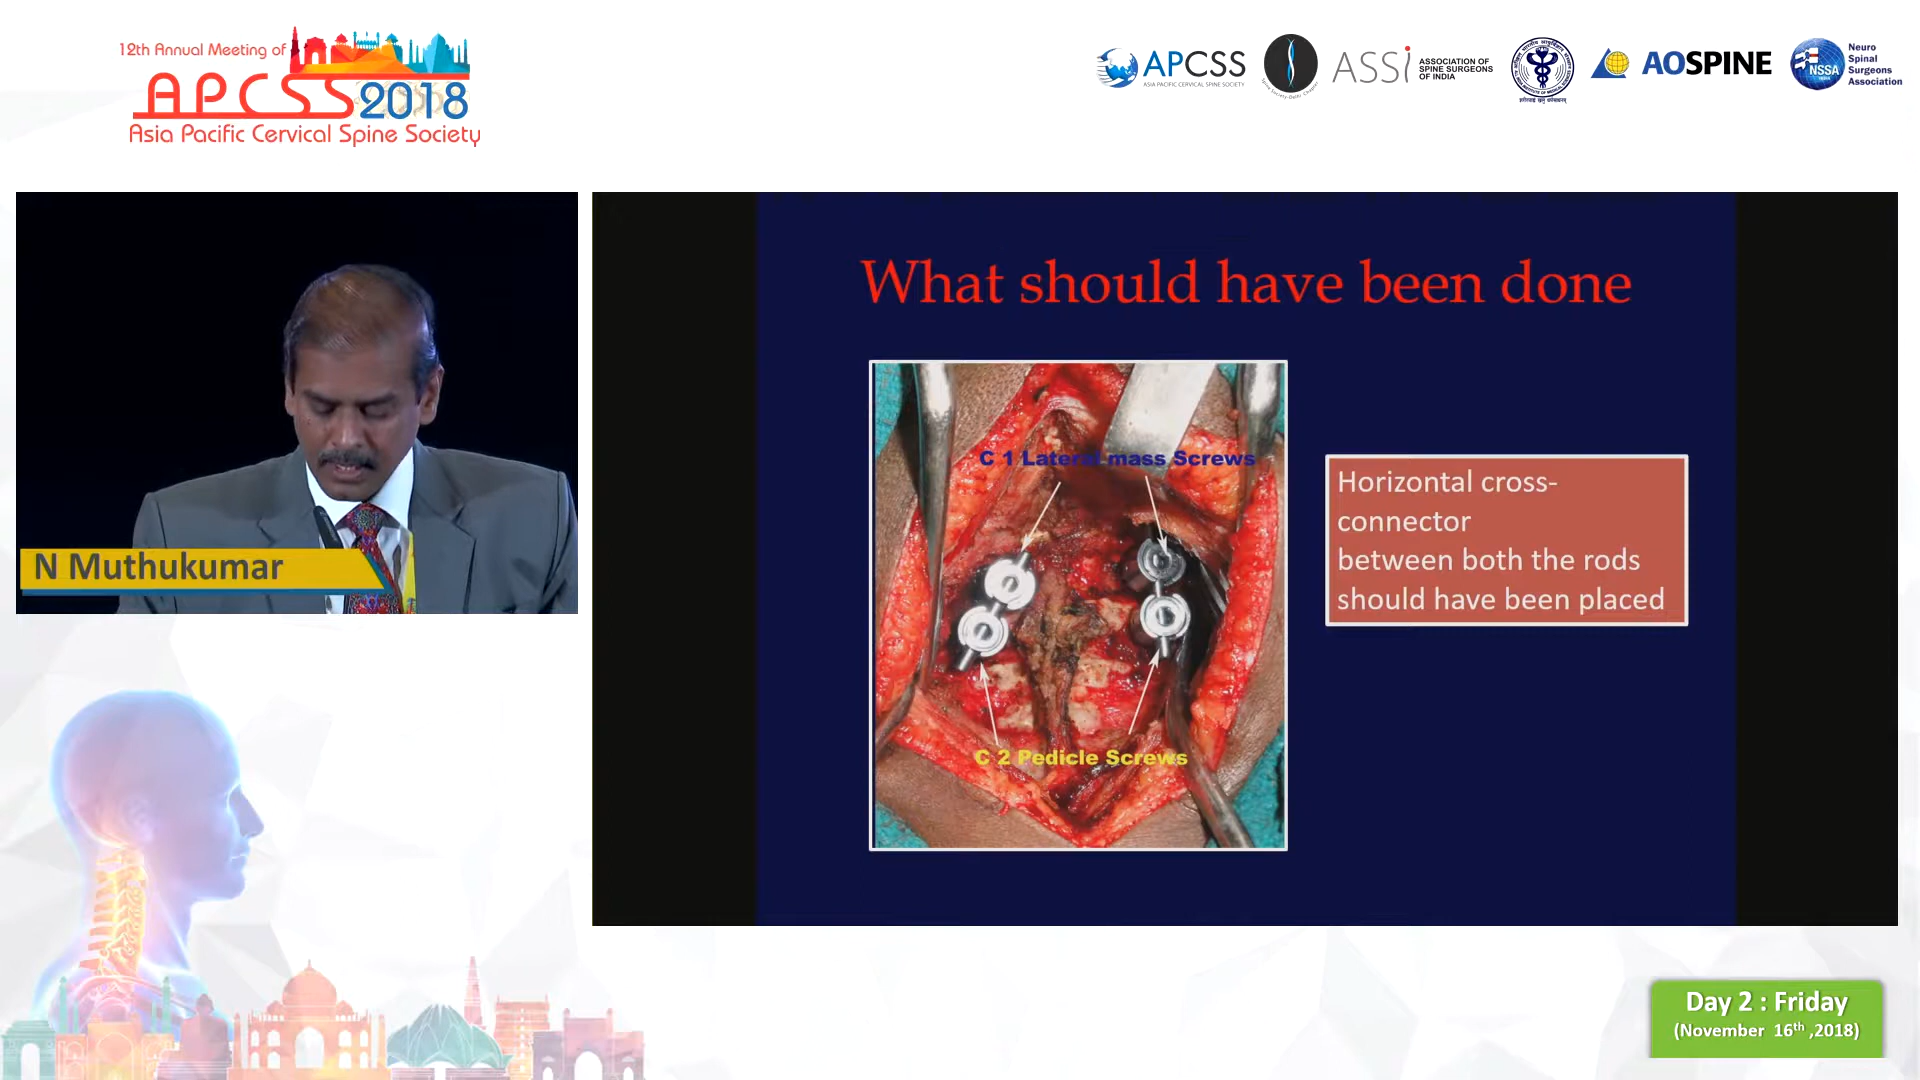 12th Annual Meeting of
APCSS 2018
Asia Pacific Cervical Spine Society
APCSS
ASIA PACIFIC CERVICAL SPINE SOCIETY
ASSI
ASSOCIATION OF
SPINE SURGEONS
OF INDIA
AOSPINE
NSSA
Neuro
Spinal
Surgeons
Association
N Muthukumar
What should have been done
C 1 Lateral mass Screws
C 2 Pedicle Screws
Horizontal cross-
connector
between both the rods
should have been placed
Day 2 : Friday
(November 16th ,2018)